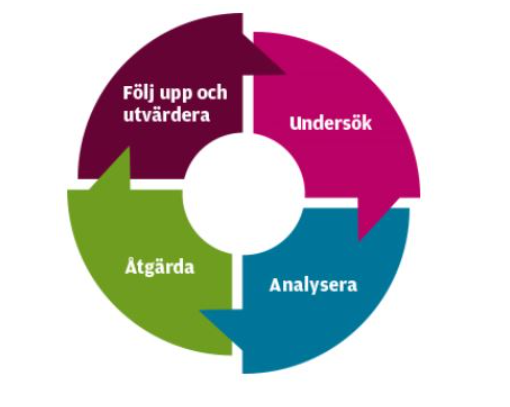 Följ upp och
utvärdera
Undersök
Åtgärda
Analysera